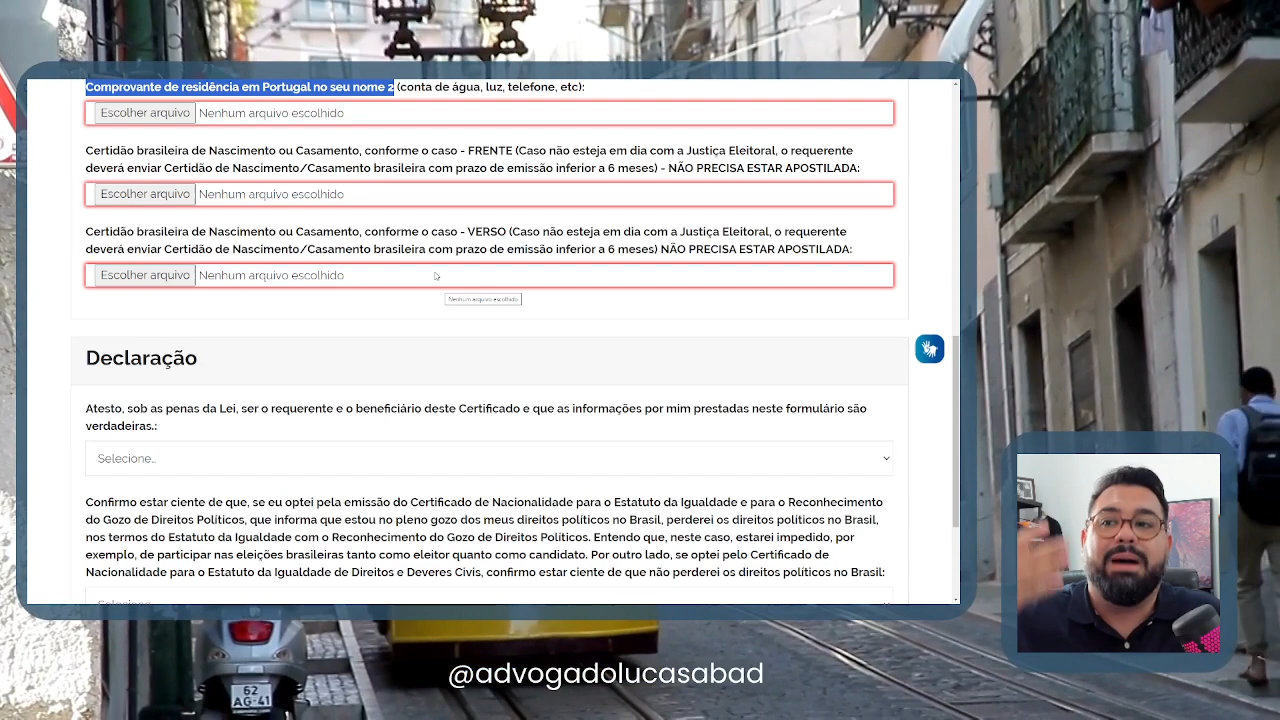 Comprovante de residência em Portugal no seu nome 2 (conta de água, luz, telefone, etc):
Escolher arquivo Nenhum arquivo escolhido
Certidão brasileira de Nascimento ou Casamento, conforme o caso - FRENTE (Caso não esteja em dia com a Justiça Eleitoral, o requerente
deverá enviar Certidão de Nascimento/Casamento brasileira com prazo de emissão inferior a 6 meses) - NÃO PRECISA ESTAR APOSTILADA:
Escolher arquivo Nenhum arquivo escolhido
Certidão brasileira de Nascimento ou Casamento, conforme o caso - VERSO (Caso não esteja em dia com a Justiça Eleitoral, o requerente
deverá enviar Certidão de Nascimento/Casamento brasileira com prazo de emissão inferior a 6 meses) NÃO PRECISA ESTAR APOSTILADA:
Escolher arquivo Nenhum arquivo escolhido
Nenhum arquivo escolhido
Declaração
Atesto, sob as penas da Lei, ser o requerente e o beneficiário deste Certificado e que as informações por mim prestadas neste formulário são
verdadeiras.:
Selecione...
Confirmo estar ciente de que, se eu optei pela emissão do Certificado de Nacionalidade para o Estatuto da Igualdade e para o Reconhecimento
do Gozo de Direitos Políticos, que informa que estou no pleno gozo dos meus direitos políticos no Brasil, perderei os direitos políticos no Brasil,
nos termos do Estatuto da Igualdade com o Reconhecimento do Gozo de Direitos Políticos. Entendo que, neste caso, estarei impedido, por
exemplo, de participar nas eleições brasileiras tanto como eleitor quanto como candidato. Por outro lado, se optei pelo Certificado de
Nacionalidade para o Estatuto da Igualdade de Direitos e Deveres Civis, confirmo estar ciente de que não perderei os direitos políticos no Brasil:
Selecione...
62
AG-41
@advogadolucasabad